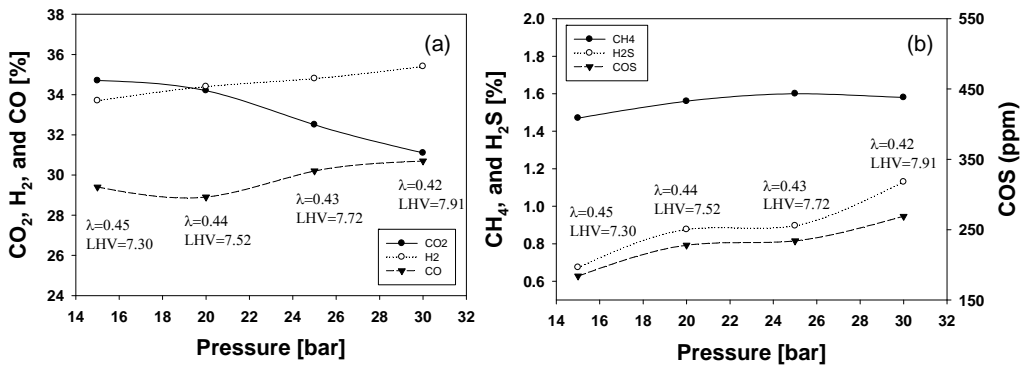 38
36
34
32
30
28
26
24
14 16 18 20 22 24 26 28 30 32
CO2, H2, and CO [%]
Pressure [bar]
(a)
λ=0.45
LHV=7.30
λ=0.44
LHV=7.52
λ=0.43
LHV=7.72
λ=0.42
LHV=7.91
CO2
H2
CO
2.0
1.8
1.6
1.4
1.2
1.0
0.8
0.6
14 16 18 20 22 24 26 28 30 32
CH4, and H2S [%]
Pressure [bar]
(b)
CH4
H2S
COS
λ=0.45
LHV=7.30
λ=0.44
LHV=7.52
λ=0.43
LHV=7.72
λ=0.42
LHV=7.91
550
450
350
250
150
COS (ppm)